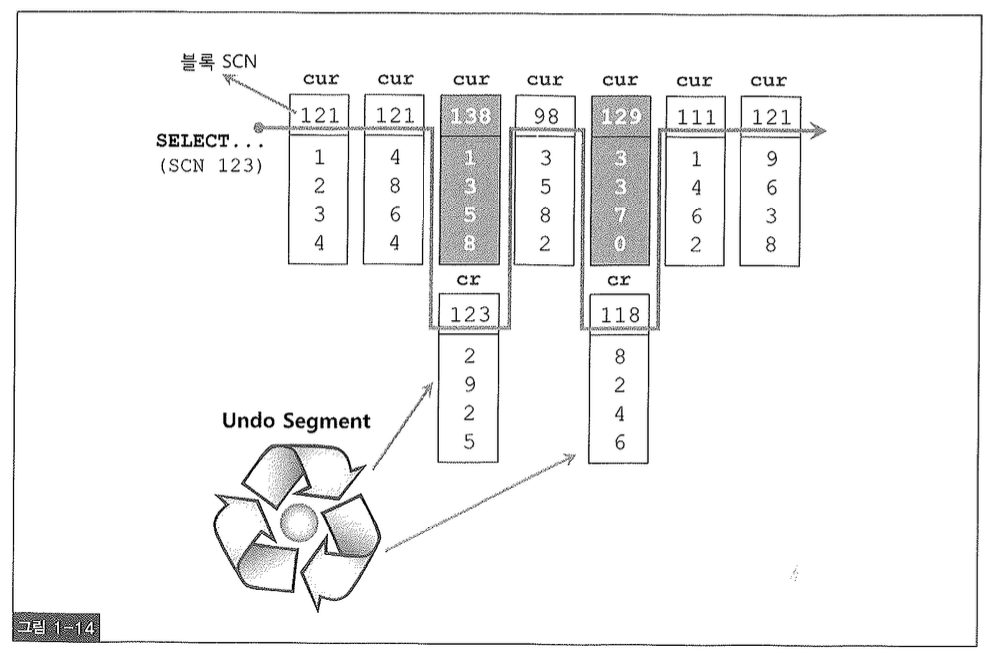 블록 SCN
cur cur cur cur cur cur cur
121 121 138 98 129 111 121
SELECT...
(SCN 123)
1 4 1 3 3 1 9
2 8 3 5 3 4 6
3 6 5 8 7 6 3
4 4 8 2 0 2 8
cr cr
123 118
2 8
9 2
2 4
5 6
Undo Segment
그림 1-14